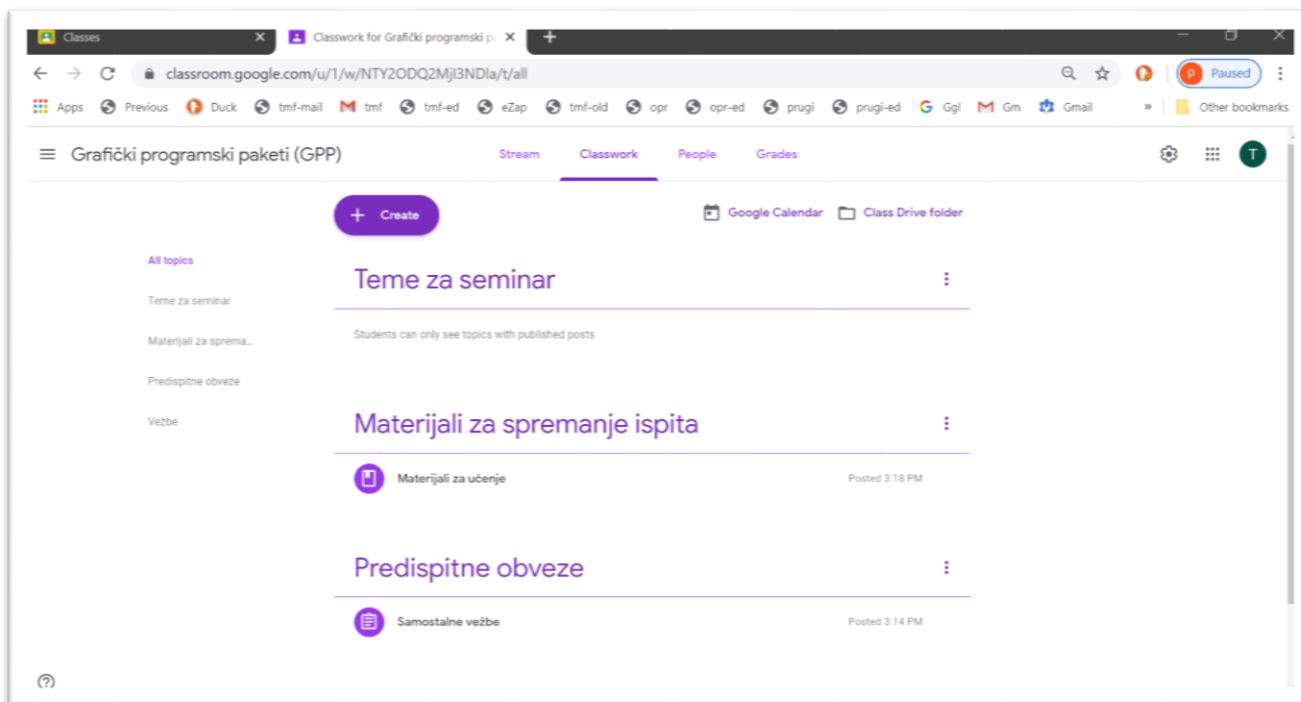 Classes
Classwork for Grafički programski p
classroom.google.com/u/1/w/NTY2ODQ2MjI3NDla/t/all
P Paused
Apps Previous Duck tmf-mail tmf tmf-ed eZap tmf-old opr opr-ed prugi prugi-ed Ggl Gm Gmail » Other bookmarks
Grafički programski paketi (GPP) Stream Classwork People Grades T
+ Create Google Calendar Class Drive folder
All topics
Teme za seminar
Materijali za sprema...
Predispitne obveze
Vežbe
Teme za seminar
Students can only see topics with published posts
Materijali za spremanje ispita
Materijali za učenje Posted 3:18 PM
Predispitne obveze
Samostalne vežbe Posted 3:14 PM